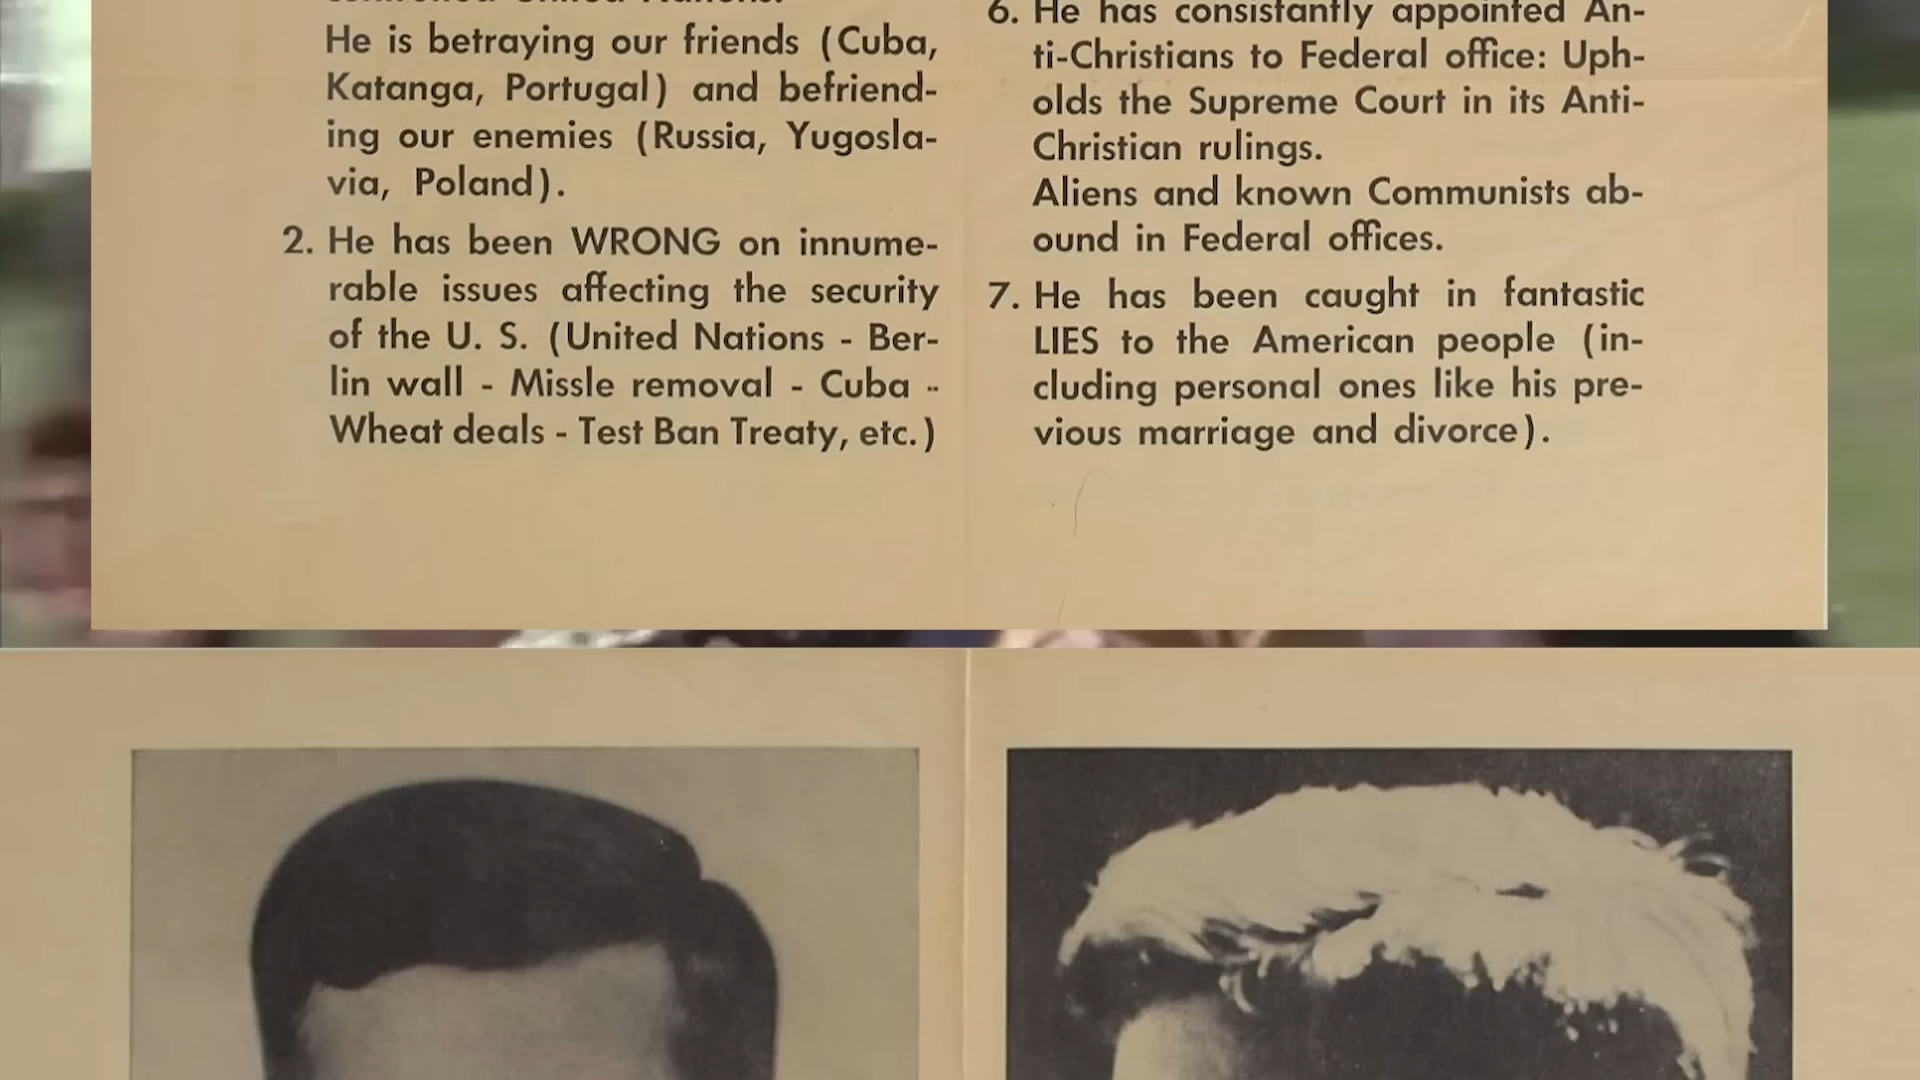 controlled United Nations.
He is betraying our friends (Cuba,
Katanga, Portugal) and befriend-
ing our enemies (Russia, Yugosla-
via, Poland).
2. He has been WRONG on innume-
rable issues affecting the security
of the U. S. (United Nations - Ber-
lin wall - Missle removal - Cuba -
Wheat deals - Test Ban Treaty, etc.)
6. He has consistantly appointed An-
ti-Christians to Federal office: Uph-
olds the Supreme Court in its Anti-
Christian rulings.
Aliens and known Communists ab-
ound in Federal offices.
7. He has been caught in fantastic
LIES to the American people (in-
cluding personal ones like his pre-
vious marriage and divorce).